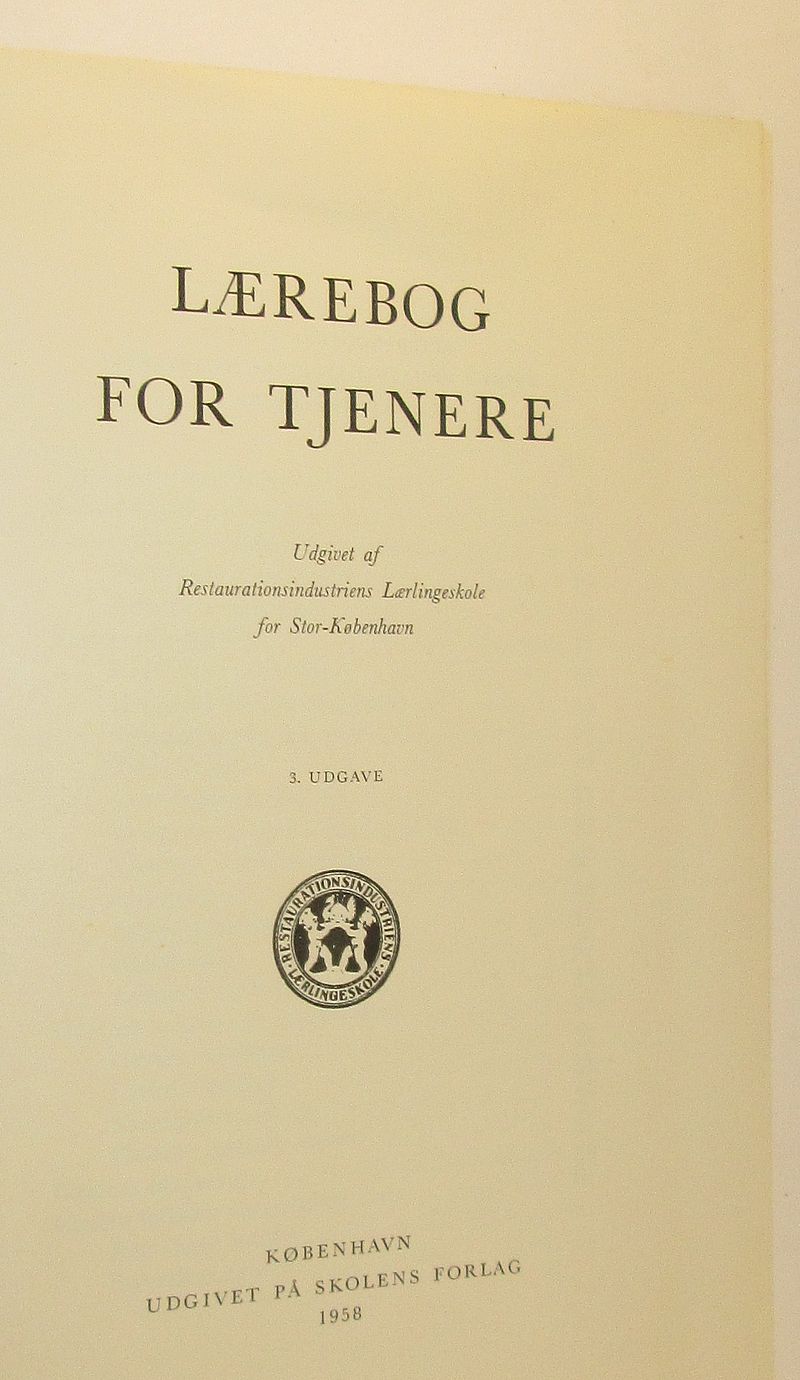 LÆREBOG
FOR TJENERE
Udgivet af
Restaurationsindustriens Lærlingeskole
for Stor-København
3. UDGAVE
RESTAURATIONSINDUSTRIENS
LÆRLINGESKOLE
KØBENHAVN
UDGIVET PÅ SKOLENS FORLAG
1958